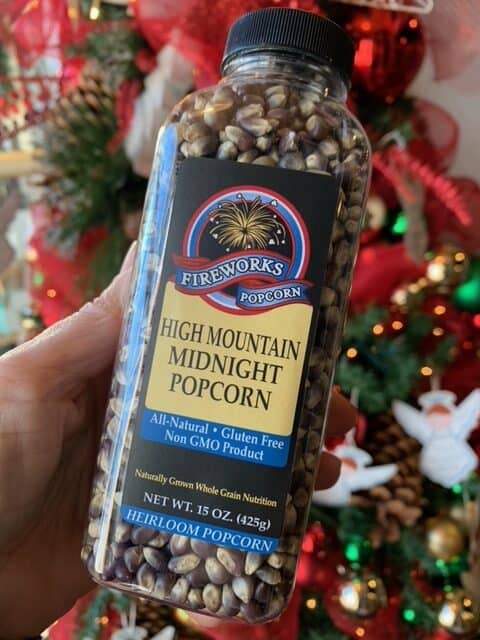 FIREWORKS
POPCORN
HIGH MOUNTAIN
MIDNIGHT
POPCORN
All-Natural • Gluten Free
Non GMO Product
Naturally Grown Whole Grain Nutrition
NET WT. 15 OZ. (425g)
HEIRLOOM POPCORN